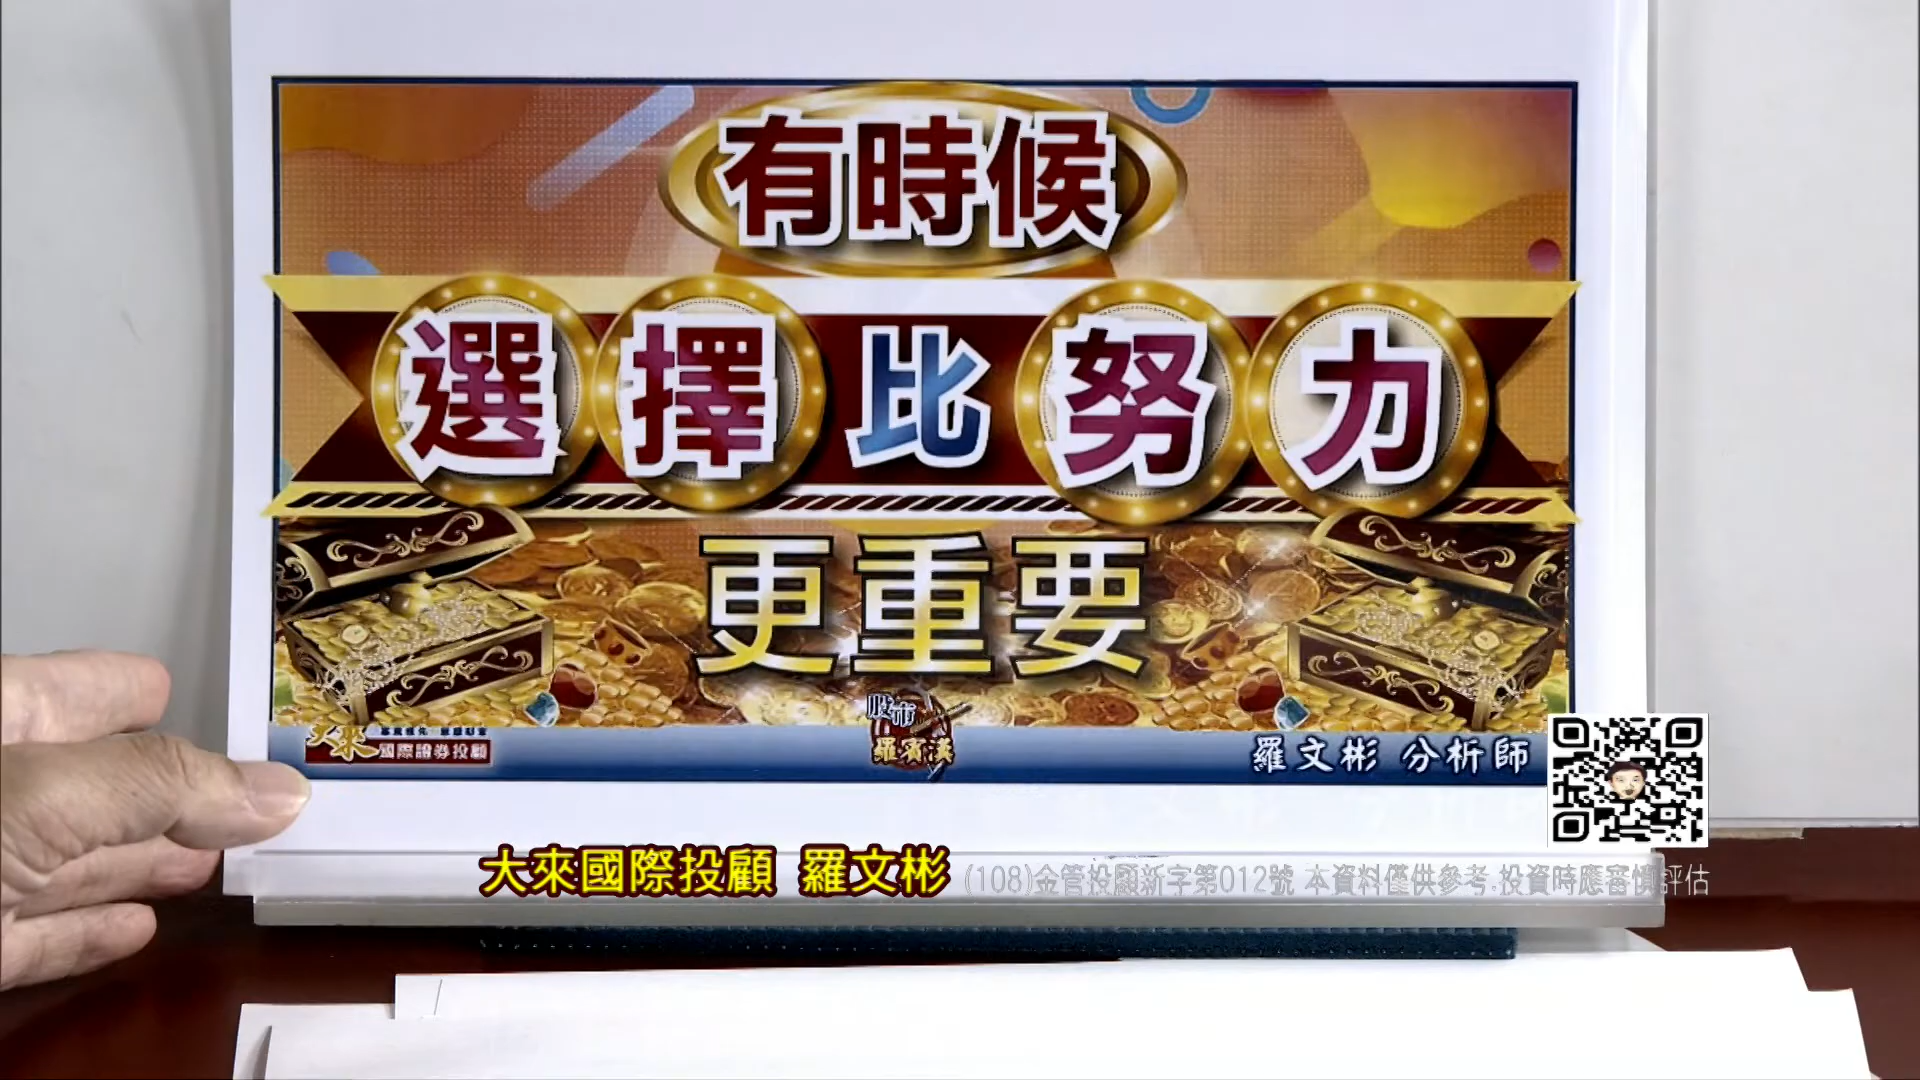 有時候
選擇比努力
更重要
股市
羅賓漢
大來
國際證券投顧
羅文彬 分析師
大來國際投顧 羅文彬
(108)金管投顧新字第012號 本資料僅供參考,投資時應審慎評估